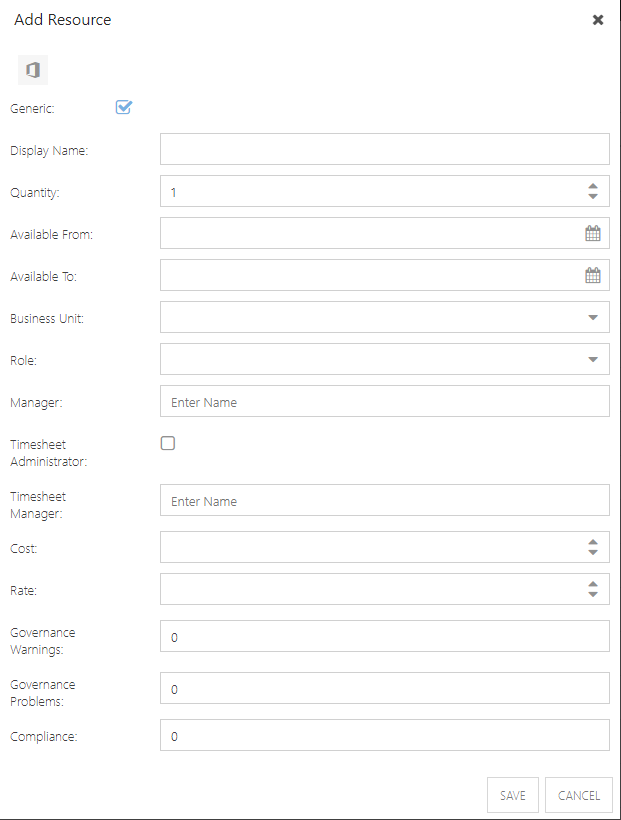 Add Resource
Generic:
Display Name:
Quantity: 1
Available From:
Available To:
Business Unit:
Role:
Manager: Enter Name
Timesheet
Administrator:
Timesheet
Manager: Enter Name
Cost:
Rate:
Governance
Warnings: 0
Governance
Problems: 0
Compliance: 0
SAVE CANCEL